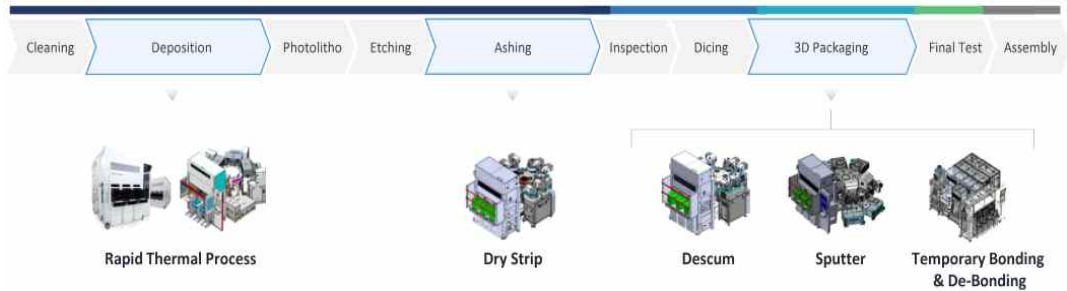 Cleaning
Deposition
Photolitho
Etching
Ashing
Inspection
Dicing
3D Packaging
Final Test
Assembly
Rapid Thermal Process
Dry Strip
Descum
Sputter
Temporary Bonding
& De-Bonding